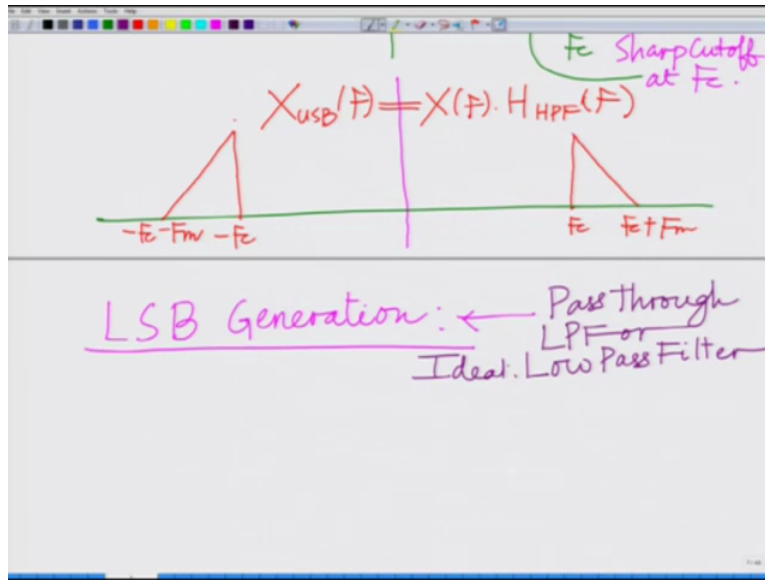 Fc Sharp Cutoff
at Fc.
X_USB(F) = X(F). H_HPF(F)
-Fc-Fm -Fc Fc Fc+Fm
LSB Generation: ← Pass Through
LPF or
Ideal. Low Pass Filter